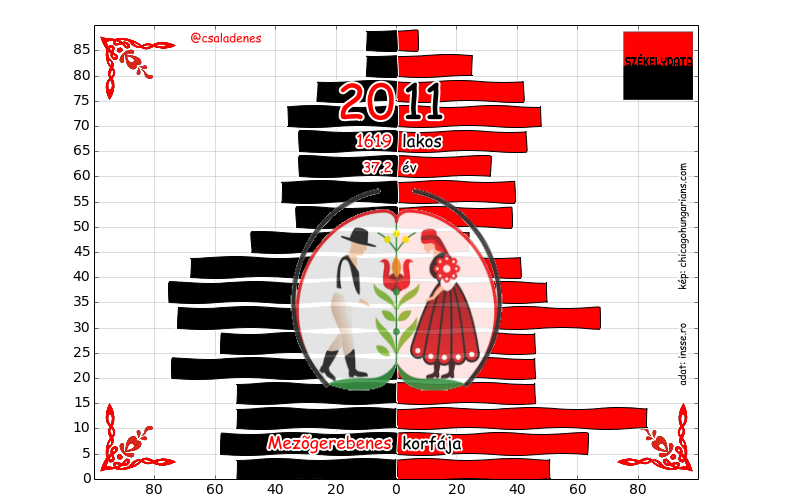 @csaladenes
SZÉKELYDATA
2011
1619 lakos
37.2 év
kép: chicagohungarians.com
adat: insse.ro
Mezõgerebenes korfája
85
80
75
70
65
60
55
50
45
40
35
30
25
20
15
10
5
0
80 60 40 20 0 20 40 60 80